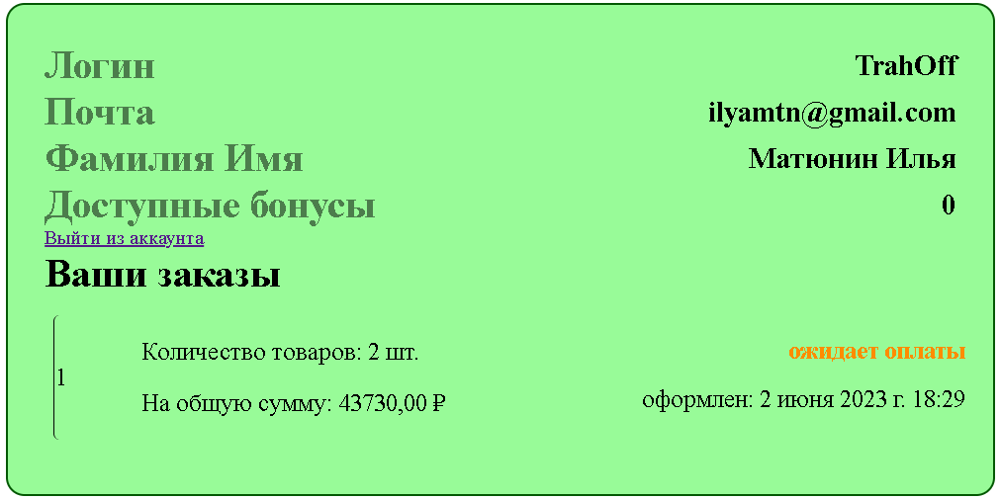 Логин TrahOff
Почта ilyamtn@gmail.com
Фамилия Имя Матюнин Илья
Доступные бонусы 0
Выйти из аккаунта
Ваши заказы
Количество товаров: 2 шт. ожидает оплаты
1
На общую сумму: 43730,00 ₽ оформлен: 2 июня 2023 г. 18:29